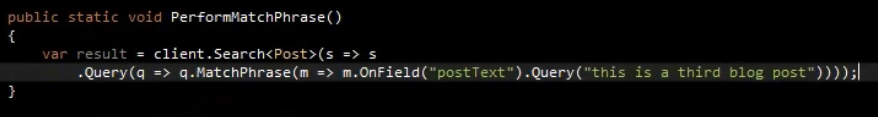 public static void PerformMatchPhrase()
{
    var result = client.Search<Post>(s => s
        .Query(q => q.MatchPhrase(m => m.OnField("postText").Query("this is a third blog post"))));
}